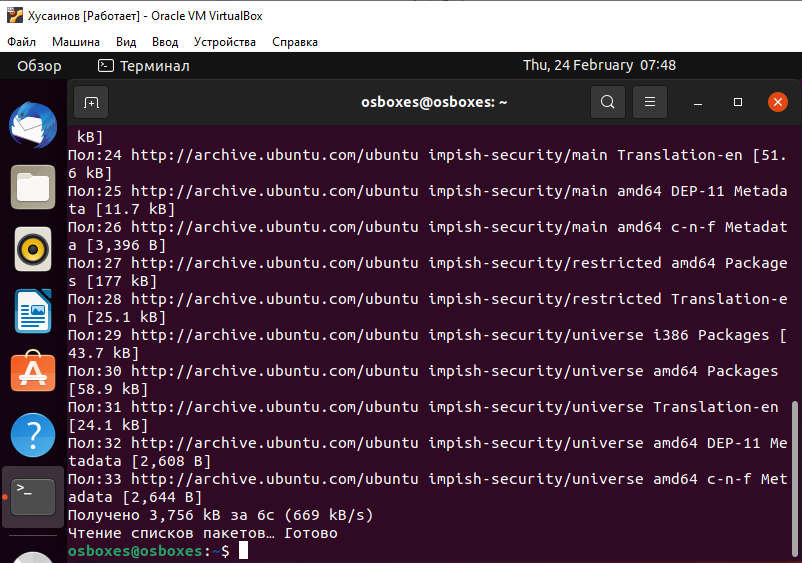 Хусаинов [Работает] - Oracle VM VirtualBox
Файл Машина Вид Ввод Устройства Справка
Обзор Терминал Thu, 24 February 07:48
osboxes@osboxes: ~
kB]
Пол:24 http://archive.ubuntu.com/ubuntu impish-security/main Translation-en [51.
6 kB]
Пол:25 http://archive.ubuntu.com/ubuntu impish-security/main amd64 DEP-11 Metada
ta [11.7 kB]
Пол:26 http://archive.ubuntu.com/ubuntu impish-security/main amd64 c-n-f Metadat
a [3,396 B]
Пол:27 http://archive.ubuntu.com/ubuntu impish-security/restricted amd64 Package
s [177 kB]
Пол:28 http://archive.ubuntu.com/ubuntu impish-security/restricted Translation-e
n [25.1 kB]
Пол:29 http://archive.ubuntu.com/ubuntu impish-security/universe i386 Packages [
43.7 kB]
Пол:30 http://archive.ubuntu.com/ubuntu impish-security/universe amd64 Packages
[58.9 kB]
Пол:31 http://archive.ubuntu.com/ubuntu impish-security/universe Translation-en
[24.1 kB]
Пол:32 http://archive.ubuntu.com/ubuntu impish-security/universe amd64 DEP-11 Me
tadata [2,608 B]
Пол:33 http://archive.ubuntu.com/ubuntu impish-security/universe amd64 c-n-f Met
adata [2,644 B]
Получено 3,756 kB за 6с (669 kB/s)
Чтение списков пакетов… Готово
osboxes@osboxes:~$